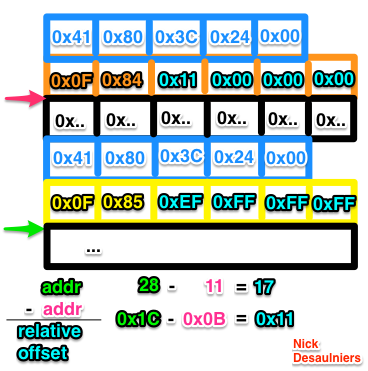 0x41 0x80 0x3C 0x24 0x00
0x0F 0x84 0x11 0x00 0x00 0x00
0x.. 0x.. 0x.. 0x.. 0x.. 0x..
0x41 0x80 0x3C 0x24 0x00
0x0F 0x85 0xEF 0xFF 0xFF 0xFF
...
addr 28 - 11 = 17
- addr 0x1C - 0x0B = 0x11
relative
offset
Nick
Desaulniers